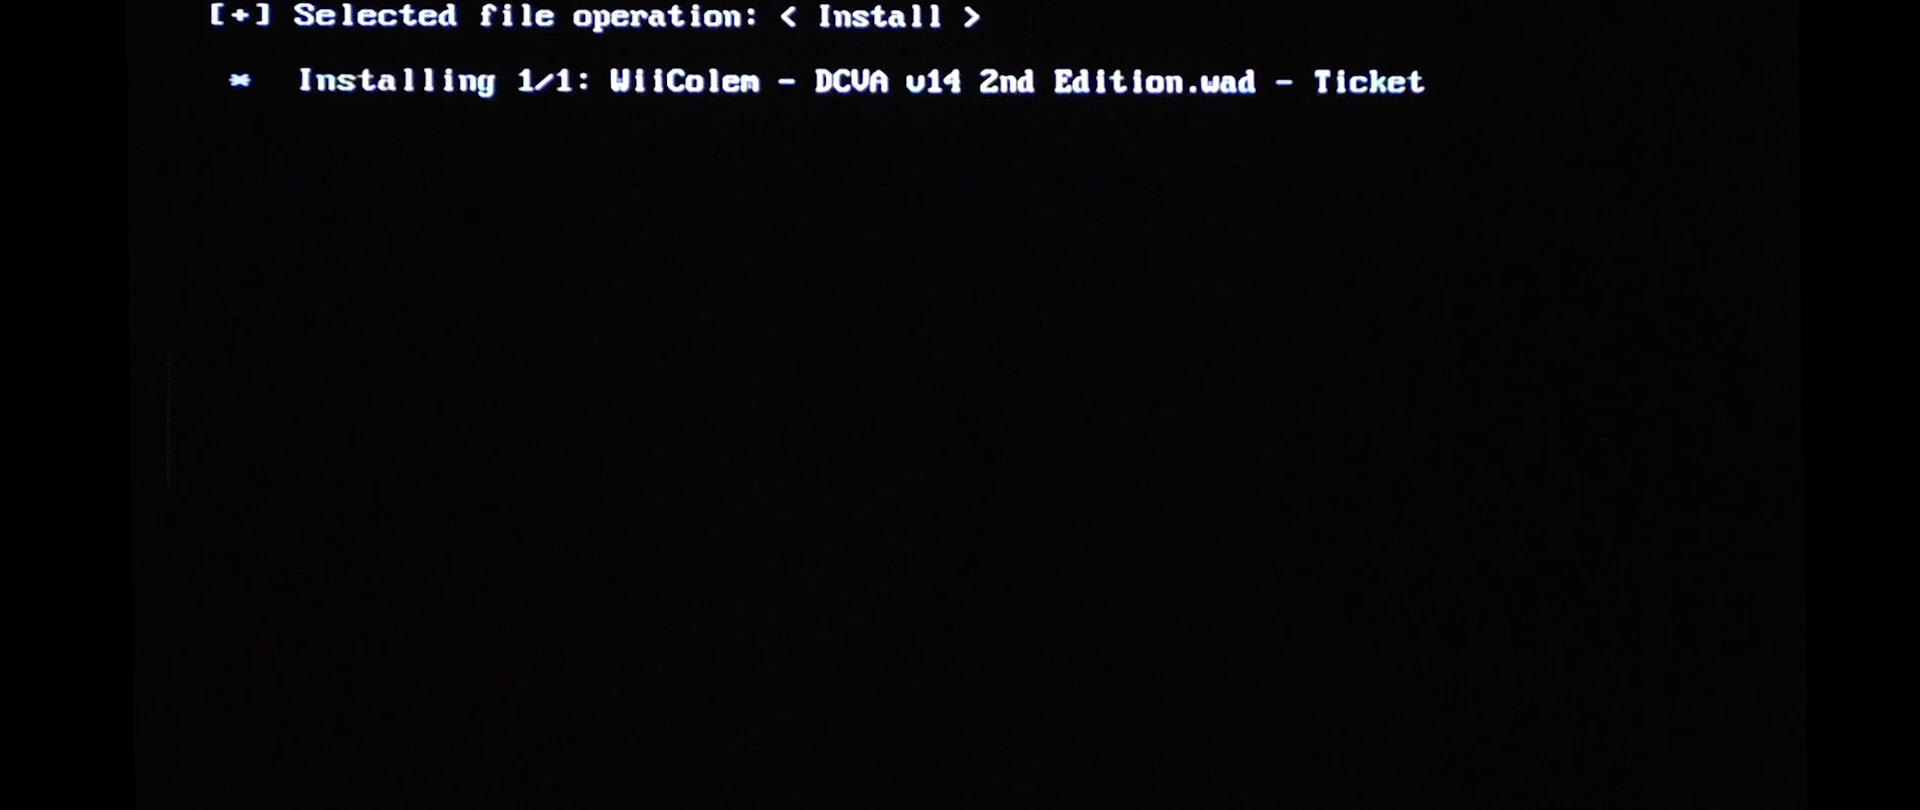 [+] Selected file operation: < Install >
* Installing 1/1: WiiColem - DCVA v14 2nd Edition.wad - Ticket